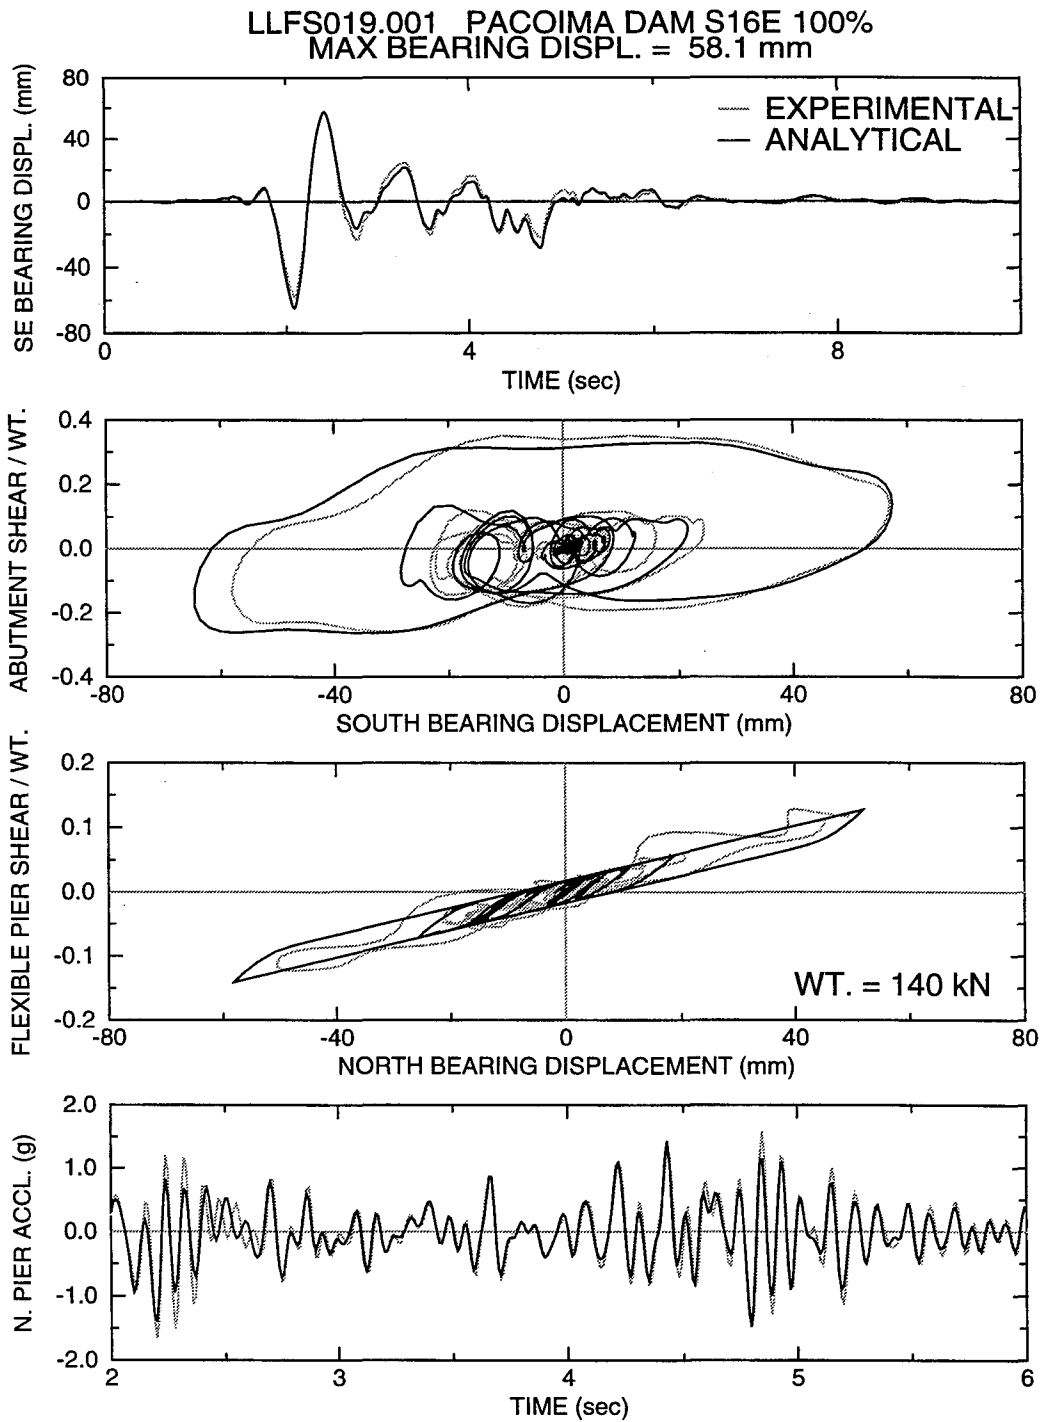 LLFS019.001 PACOIMA DAM S16E 100%
MAX BEARING DISPL. = 58.1 mm
SE BEARING DISPL. (mm)
80
40
0
-40
-80
EXPERIMENTAL
ANALYTICAL
0 4 8
TIME (sec)
ABUTMENT SHEAR / WT.
0.4
0.2
0.0
-0.2
-0.4
-80 -40 0 40 80
SOUTH BEARING DISPLACEMENT (mm)
FLEXIBLE PIER SHEAR / WT.
0.2
0.1
0.0
-0.1
-0.2
WT. = 140 kN
-80 -40 0 40 80
NORTH BEARING DISPLACEMENT (mm)
N. PIER ACCL. (g)
2.0
1.0
0.0
-1.0
-2.0
2 3 4 5 6
TIME (sec)